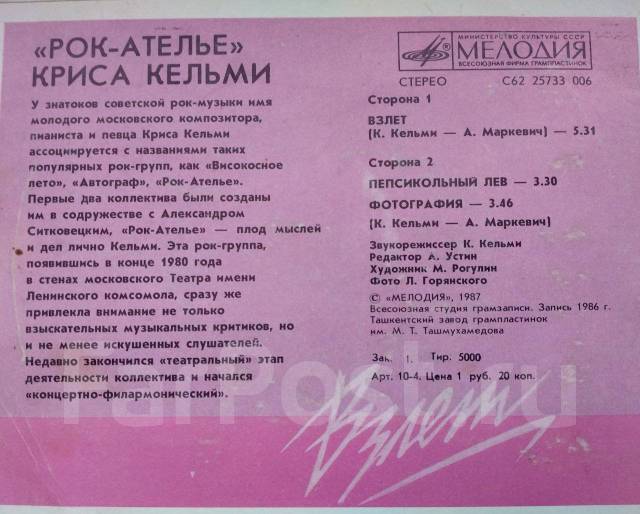 «РОК-АТЕЛЬЕ»
КРИСА КЕЛЬМИ
У знатоков советской рок-музыки имя
молодого московского композитора,
пианиста и певца Криса Кельми
ассоциируется с названиями таких
популярных рок-групп, как «Високосное
лето», «Автограф», «Рок-Ателье».
Первые два коллектива были созданы
им в содружестве с Александром
Ситковецким, «Рок-Ателье» — плод мыслей
и дел лично Кельми. Эта рок-группа,
появившись в конце 1980 года
в стенах московского Театра имени
Ленинского комсомола, сразу же
привлекла внимание не только
взыскательных музыкальных критиков, но
и не менее искушенных слушателей.
Недавно закончился «театральный» этап
деятельности коллектива и начался
«концертно-филармонический».
МИНИСТЕРСТВО КУЛЬТУРЫ СССР
МЕЛОДИЯ
ВСЕСОЮЗНАЯ ФИРМА ГРАМПЛАСТИНОК
СТЕРЕО С62 25733 006
Сторона 1
ВЗЛЕТ
(К. Кельми — А. Маркевич) — 5.31
Сторона 2
ПЕПСИКОЛЬНЫЙ ЛЕВ — 3.30
ФОТОГРАФИЯ — 3.46
(К. Кельми — А. Маркевич)
Звукорежиссер К. Кельми
Редактор А. Устин
Художник М. Рогулин
Фото Л. Горянского
© «МЕЛОДИЯ», 1987
Всесоюзная студия грамзаписи. Запись 1986 г.
Ташкентский завод грампластинок
им. М. Т. Ташмухамедова
Зак. 1. Тир. 5000
Арт. 10-4. Цена 1 руб. 20 коп.
Взлет
FarPost.ru